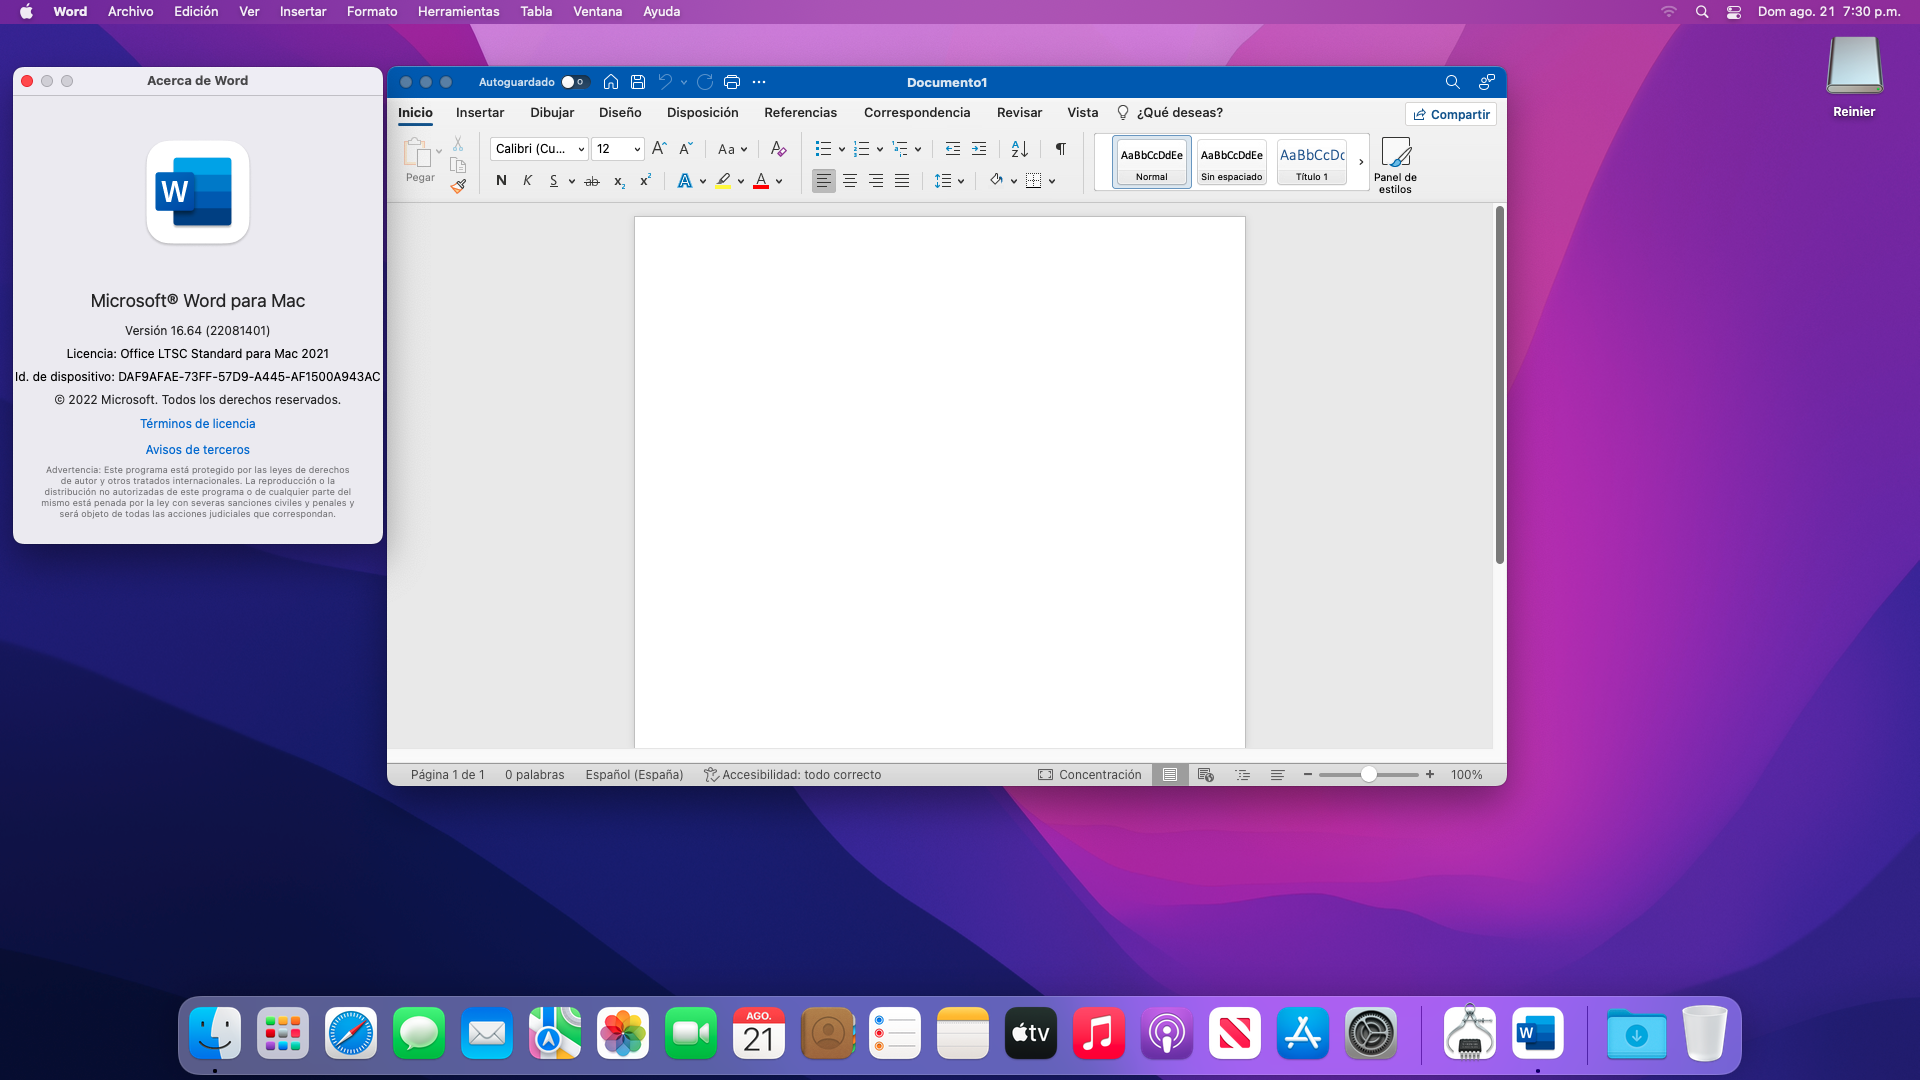 Word Archivo Edición Ver Insertar Formato Herramientas Tabla Ventana Ayuda
Dom ago. 21 7:30 p.m.
Reinier
Acerca de Word
W
Microsoft® Word para Mac
Versión 16.64 (22081401)
Licencia: Office LTSC Standard para Mac 2021
Id. de dispositivo: DAF9AFAE-73FF-57D9-A445-AF1500A943AC
© 2022 Microsoft. Todos los derechos reservados.
Términos de licencia
Avisos de terceros
Advertencia: Este programa está protegido por las leyes de derechos
de autor y otros tratados internacionales. La reproducción o la
distribución no autorizadas de este programa o de cualquier parte del
mismo está penada por la ley con severas sanciones civiles y penales y
será objeto de todas las acciones judiciales que correspondan.
Autoguardado
Documento1
Inicio Insertar Dibujar Diseño Disposición Referencias Correspondencia Revisar Vista ¿Qué deseas?
Compartir
Pegar
Calibri (Cu... 12
N K S ab x₂ x²
AaBbCcDdEe
Normal
AaBbCcDdEe
Sin espaciado
AaBbCcDc
Título 1
Panel de
estilos
Página 1 de 1 0 palabras Español (España) Accesibilidad: todo correcto
Concentración
100%
AGO.
21
tv
W